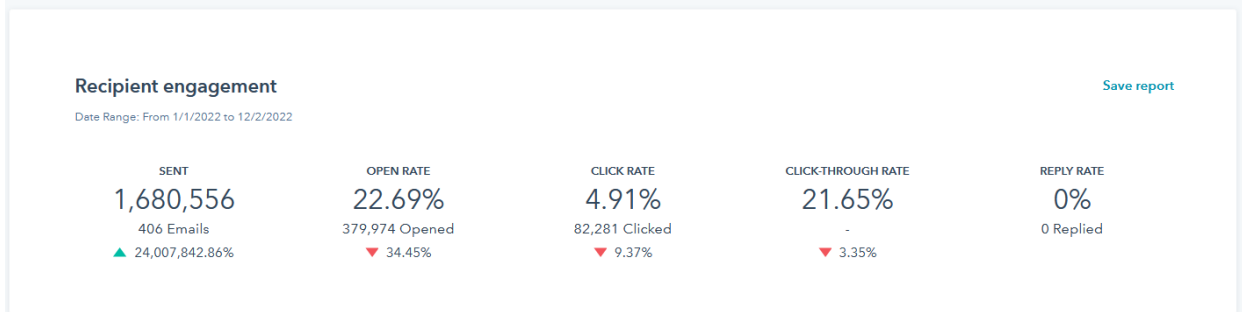 Recipient engagement
Save report
Date Range: From 1/1/2022 to 12/2/2022
SENT OPEN RATE CLICK RATE CLICK-THROUGH RATE REPLY RATE
1,680,556 22.69% 4.91% 21.65% 0%
406 Emails 379,974 Opened 82,281 Clicked - 0 Replied
▲ 24,007,842.86% ▼ 34.45% ▼ 9.37% ▼ 3.35%